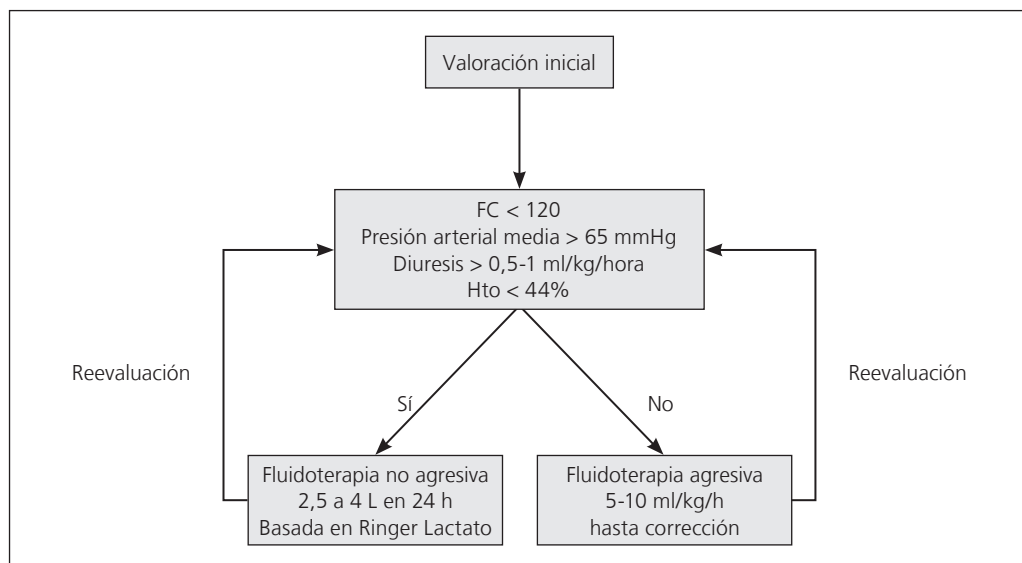 Valoración inicial
FC < 120
Presión arterial media > 65 mmHg
Diuresis > 0,5-1 ml/kg/hora
Hto < 44%
Reevaluación
Reevaluación
Sí
No
Fluidoterapia no agresiva
2,5 a 4 L en 24 h
Basada en Ringer Lactato
Fluidoterapia agresiva
5-10 ml/kg/h
hasta corrección